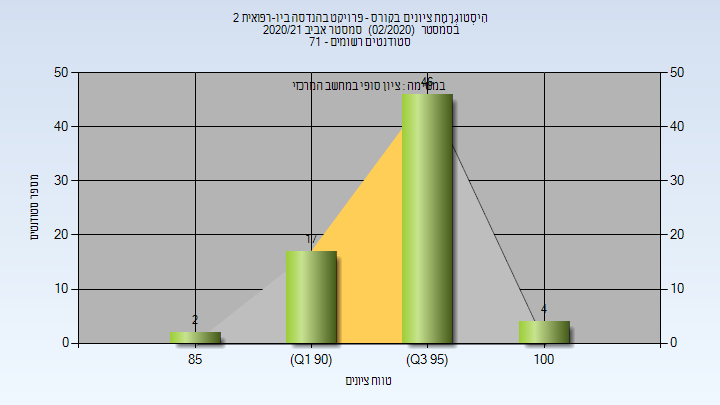 היסטוגרמת ציונים בקורס - פרויקט בהנדסה ביו-רפואית 2
בסמסטר (02/2020) סמסטר אביב 2020/21
סטודנטים רשומים - 71
במשימה : ציון סופי במחשב המרכזי
50
40
30
20
10
0
50
40
30
20
10
0
מספר סטודנטים
2
17
46
4
85
(Q1 90)
(Q3 95)
100
טווח ציונים